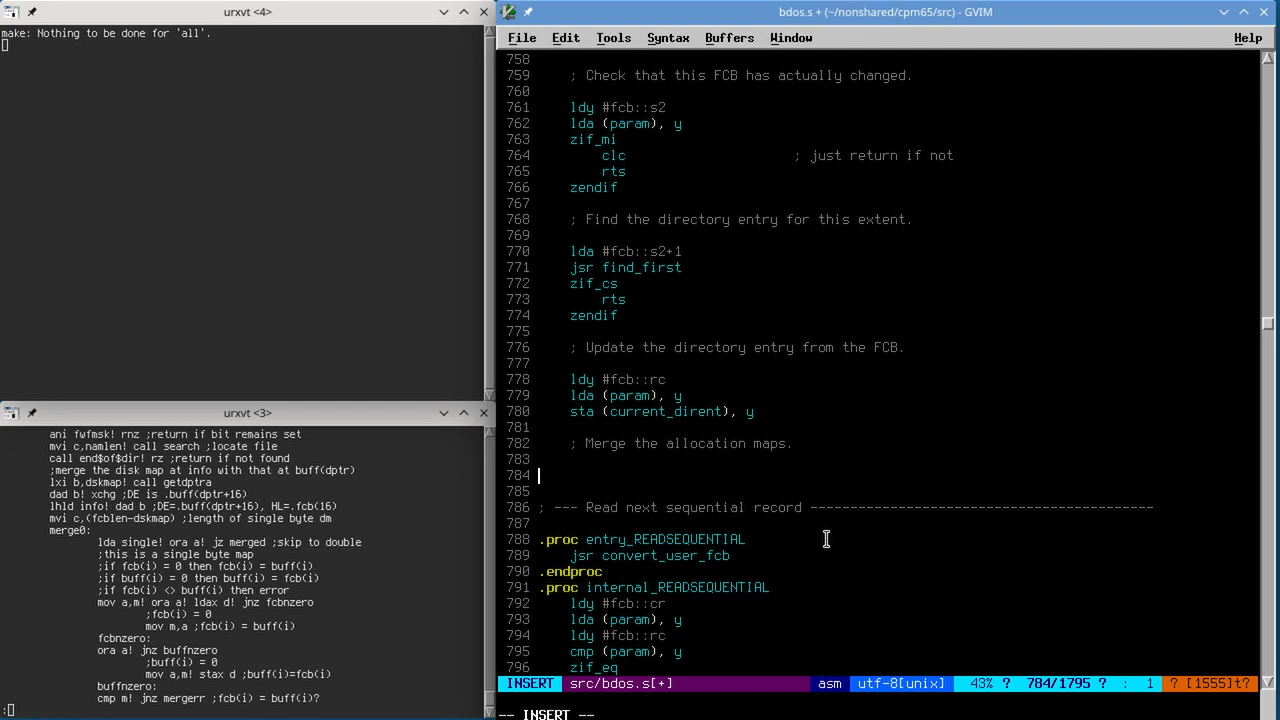 urxvt <4>
make: Nothing to be done for 'all'.
urxvt <3>
ani fwfmsk! rnz ;return if bit remains set
mvi c,namlen! call search ;locate file
call end$of$dir! rz ;return if not found
;merge the disk map at info with that at buff(dptr)
lxi b,dskmap! call getdptra
dad b! xchg ;DE is .buff(dptr+16)
lhld info! dad b ;DE=.buff(dptr+16), HL=.fcb(16)
mvi c,(fcblen-dskmap) ;length of single byte dm
merge0:
lda single! ora a! jz merged ;skip to double
;this is a single byte map
;if fcb(i) = 0 then fcb(i) = buff(i)
;if buff(i) = 0 then buff(i) = fcb(i)
;if fcb(i) <> buff(i) then error
mov a,m! ora a! ldax d! jnz fcbnzero
;fcb(i) = 0
mov m,a ;fcb(i) = buff(i)
fcbnzero:
ora a! jnz buffnzero
;buff(i) = 0
mov a,m! stax d ;buff(i)=fcb(i)
buffnzero:
cmp m! jnz mergerr ;fcb(i) = buff(i)?
:
bdos.s + (~/nonshared/cpm65/src) - GVIM
File Edit Tools Syntax Buffers Window Help
758
759 ; Check that this FCB has actually changed.
760
761 ldy #fcb::s2
762 lda (param), y
763 zif_mi
764 clc ; just return if not
765 rts
766 zendif
767
768 ; Find the directory entry for this extent.
769
770 lda #fcb::s2+1
771 jsr find_first
772 zif_cs
773 rts
774 zendif
775
776 ; Update the directory entry from the FCB.
777
778 ldy #fcb::rc
779 lda (param), y
780 sta (current_dirent), y
781
782 ; Merge the allocation maps.
783
784
785
786 ; --- Read next sequential record -------------------------------------------
787
788 .proc entry_READSEQUENTIAL
789 jsr convert_user_fcb
790 .endproc
791 .proc internal_READSEQUENTIAL
792 ldy #fcb::cr
793 lda (param), y
794 ldy #fcb::rc
795 cmp (param), y
796 zif_eq
INSERT src/bdos.s[+] asm utf-8[unix] 43% ? 784/1795 ? : 1 ? [1555]t?
-- INSERT --